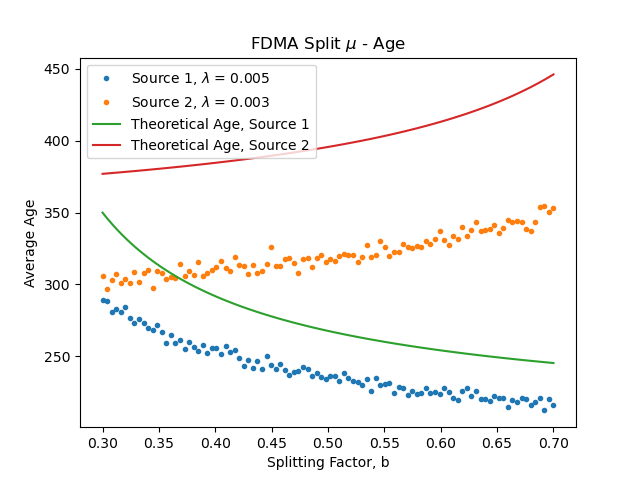 FDMA Split μ - Age
Source 1, λ = 0.005
Source 2, λ = 0.003
Theoretical Age, Source 1
Theoretical Age, Source 2
Average Age
450
400
350
300
250
0.30 0.35 0.40 0.45 0.50 0.55 0.60 0.65 0.70
Splitting Factor, b